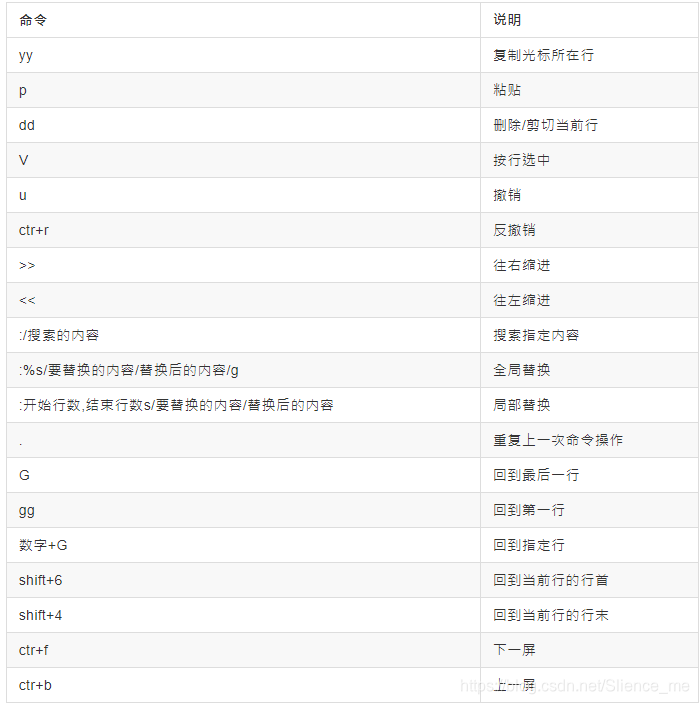 命令 说明
yy 复制光标所在行
p 粘贴
dd 删除/剪切当前行
V 按行选中
u 撤销
ctr+r 反撤销
>> 往右缩进
<< 往左缩进
:/搜索的内容 搜索指定内容
:%s/要替换的内容/替换后的内容/g 全局替换
:开始行数,结束行数s/要替换的内容/替换后的内容 局部替换
. 重复上一次命令操作
G 回到最后一行
gg 回到第一行
数字+G 回到指定行
shift+6 回到当前行的行首
shift+4 回到当前行的行末
ctr+f 下一屏
ctr+b 上一屏
https://blog.csdn.net/Slience_me